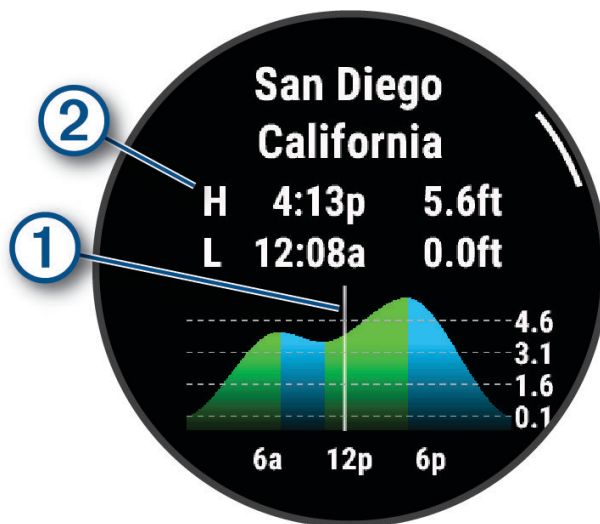 San Diego
California
H 4:13p 5.6ft
L 12:08a 0.0ft
4.6
3.1
1.6
0.1
6a 12p 6p
2
1